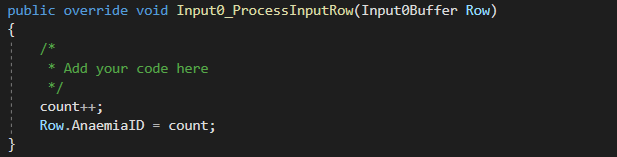 public override void Input0_ProcessInputRow(Input0Buffer Row)
{
/*
* Add your code here
*/
count++;
Row.AnaemiaID = count;
}